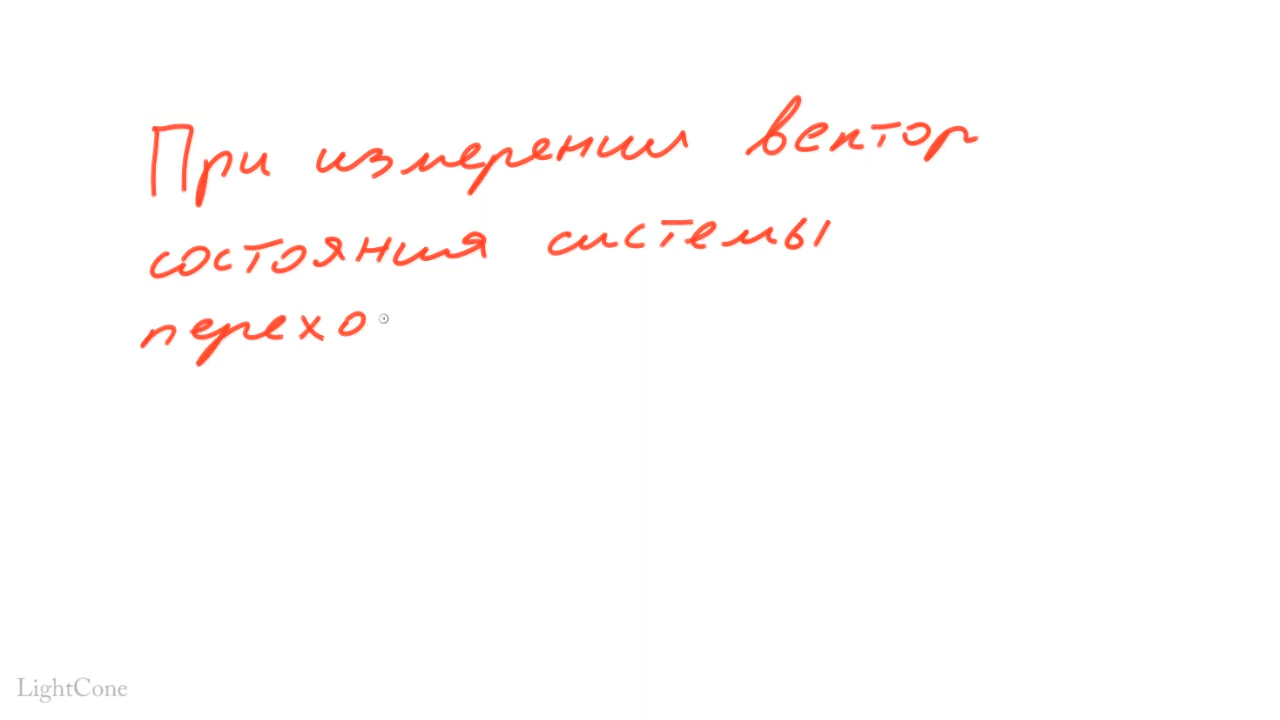 При измерении вектор
состояния системы
перехо
LightCone